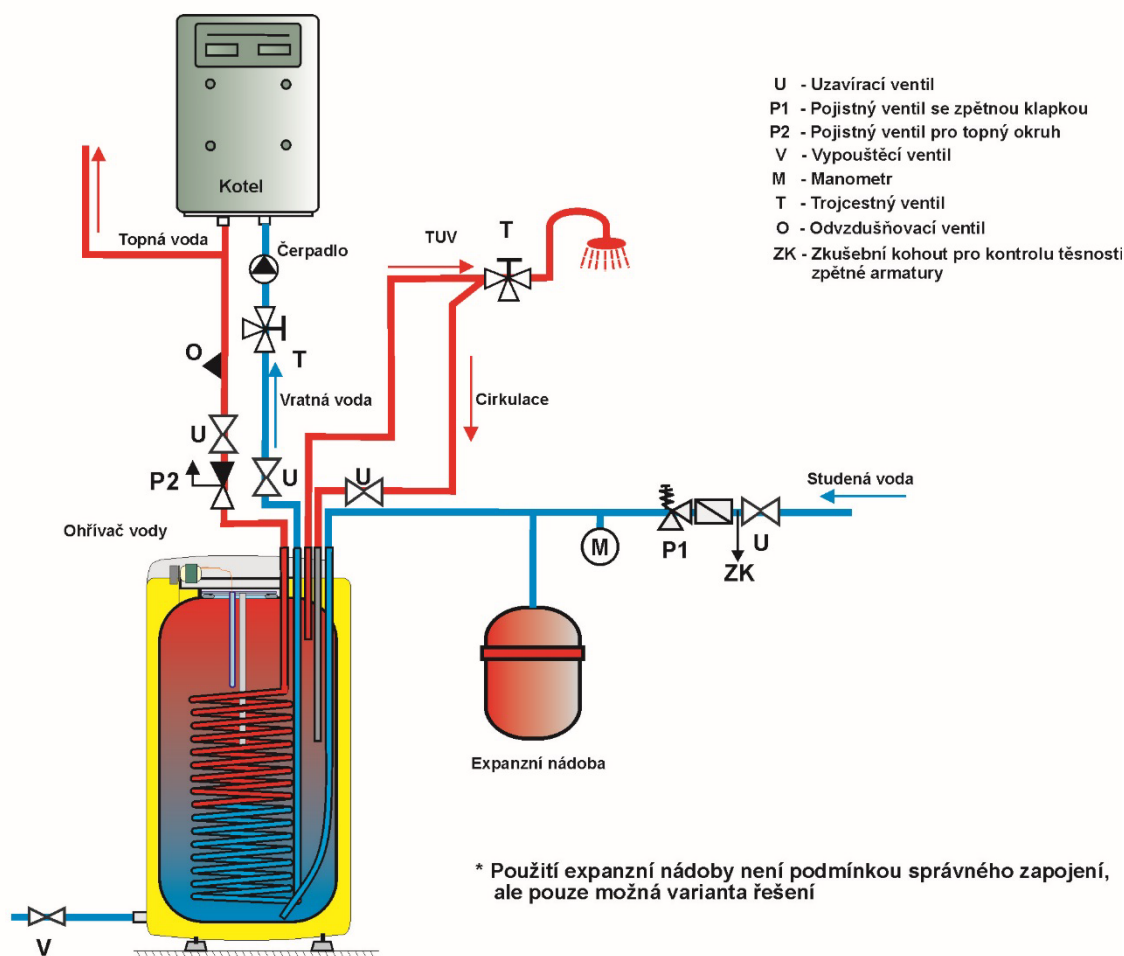 Kotel
Topná voda
Čerpadlo
TUV
T
O
T
Vratná voda
Cirkulace
U
P2
U
U
Ohřívač vody
Studená voda
M
P1
U
ZK
Expanzní nádoba
V
U - Uzavírací ventil
P1 - Pojistný ventil se zpětnou klapkou
P2 - Pojistný ventil pro topný okruh
V - Vypouštěcí ventil
M - Manometr
T - Trojcestný ventil
O - Odvzdušňovací ventil
ZK - Zkušební kohout pro kontrolu těsnosti
zpětné armatury
* Použití expanzní nádoby není podmínkou správného zapojení,
ale pouze možná varianta řešení